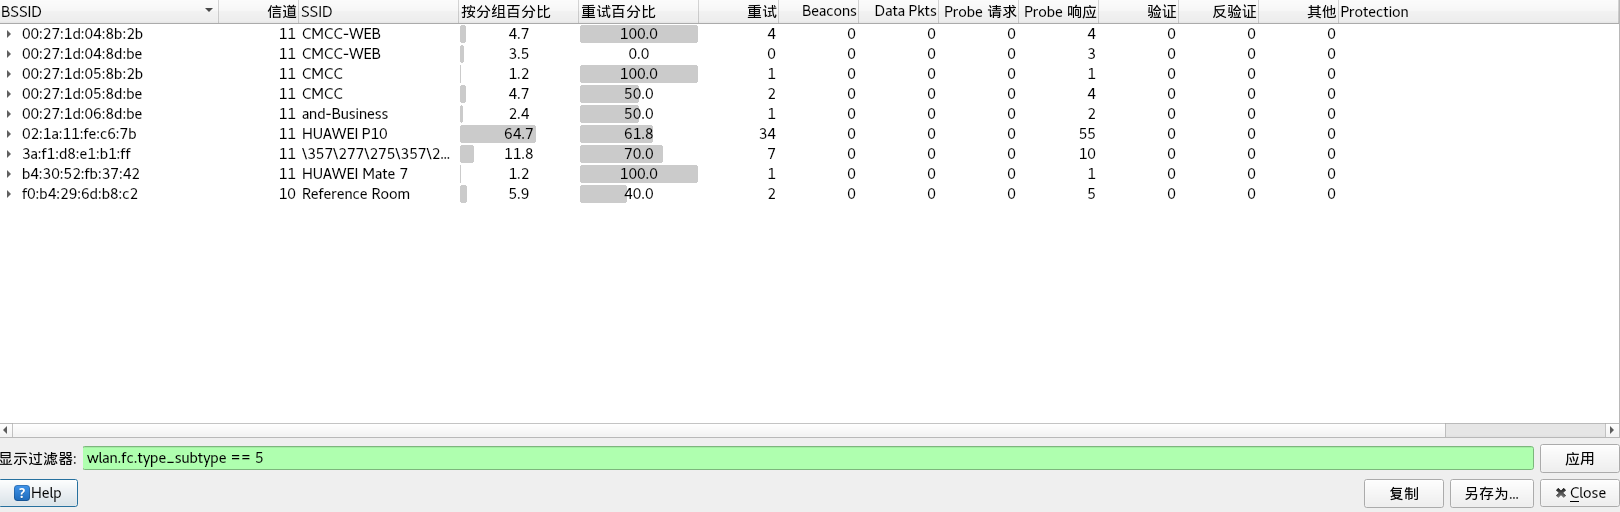 BSSID 信道 SSID 按分组百分比 重试百分比 重试 Beacons Data Pkts Probe 请求 Probe 响应 验证 反验证 其他 Protection
00:27:1d:04:8b:2b 11 CMCC-WEB 4.7 100.0 4 0 0 0 4 0 0 0
00:27:1d:04:8d:be 11 CMCC-WEB 3.5 0.0 0 0 0 0 3 0 0 0
00:27:1d:05:8b:2b 11 CMCC 1.2 100.0 1 0 0 0 1 0 0 0
00:27:1d:05:8d:be 11 CMCC 4.7 50.0 2 0 0 0 4 0 0 0
00:27:1d:06:8d:be 11 and-Business 2.4 50.0 1 0 0 0 2 0 0 0
02:1a:11:fe:c6:7b 11 HUAWEI P10 64.7 61.8 34 0 0 0 55 0 0 0
3a:f1:d8:e1:b1:ff 11 \357\277\275\357\2... 11.8 70.0 7 0 0 0 10 0 0 0
b4:30:52:fb:37:42 11 HUAWEI Mate 7 1.2 100.0 1 0 0 0 1 0 0 0
f0:b4:29:6d:b8:c2 10 Reference Room 5.9 40.0 2 0 0 0 5 0 0 0
显示过滤器: wlan.fc.type_subtype == 5 应用
Help 复制 另存为... Close